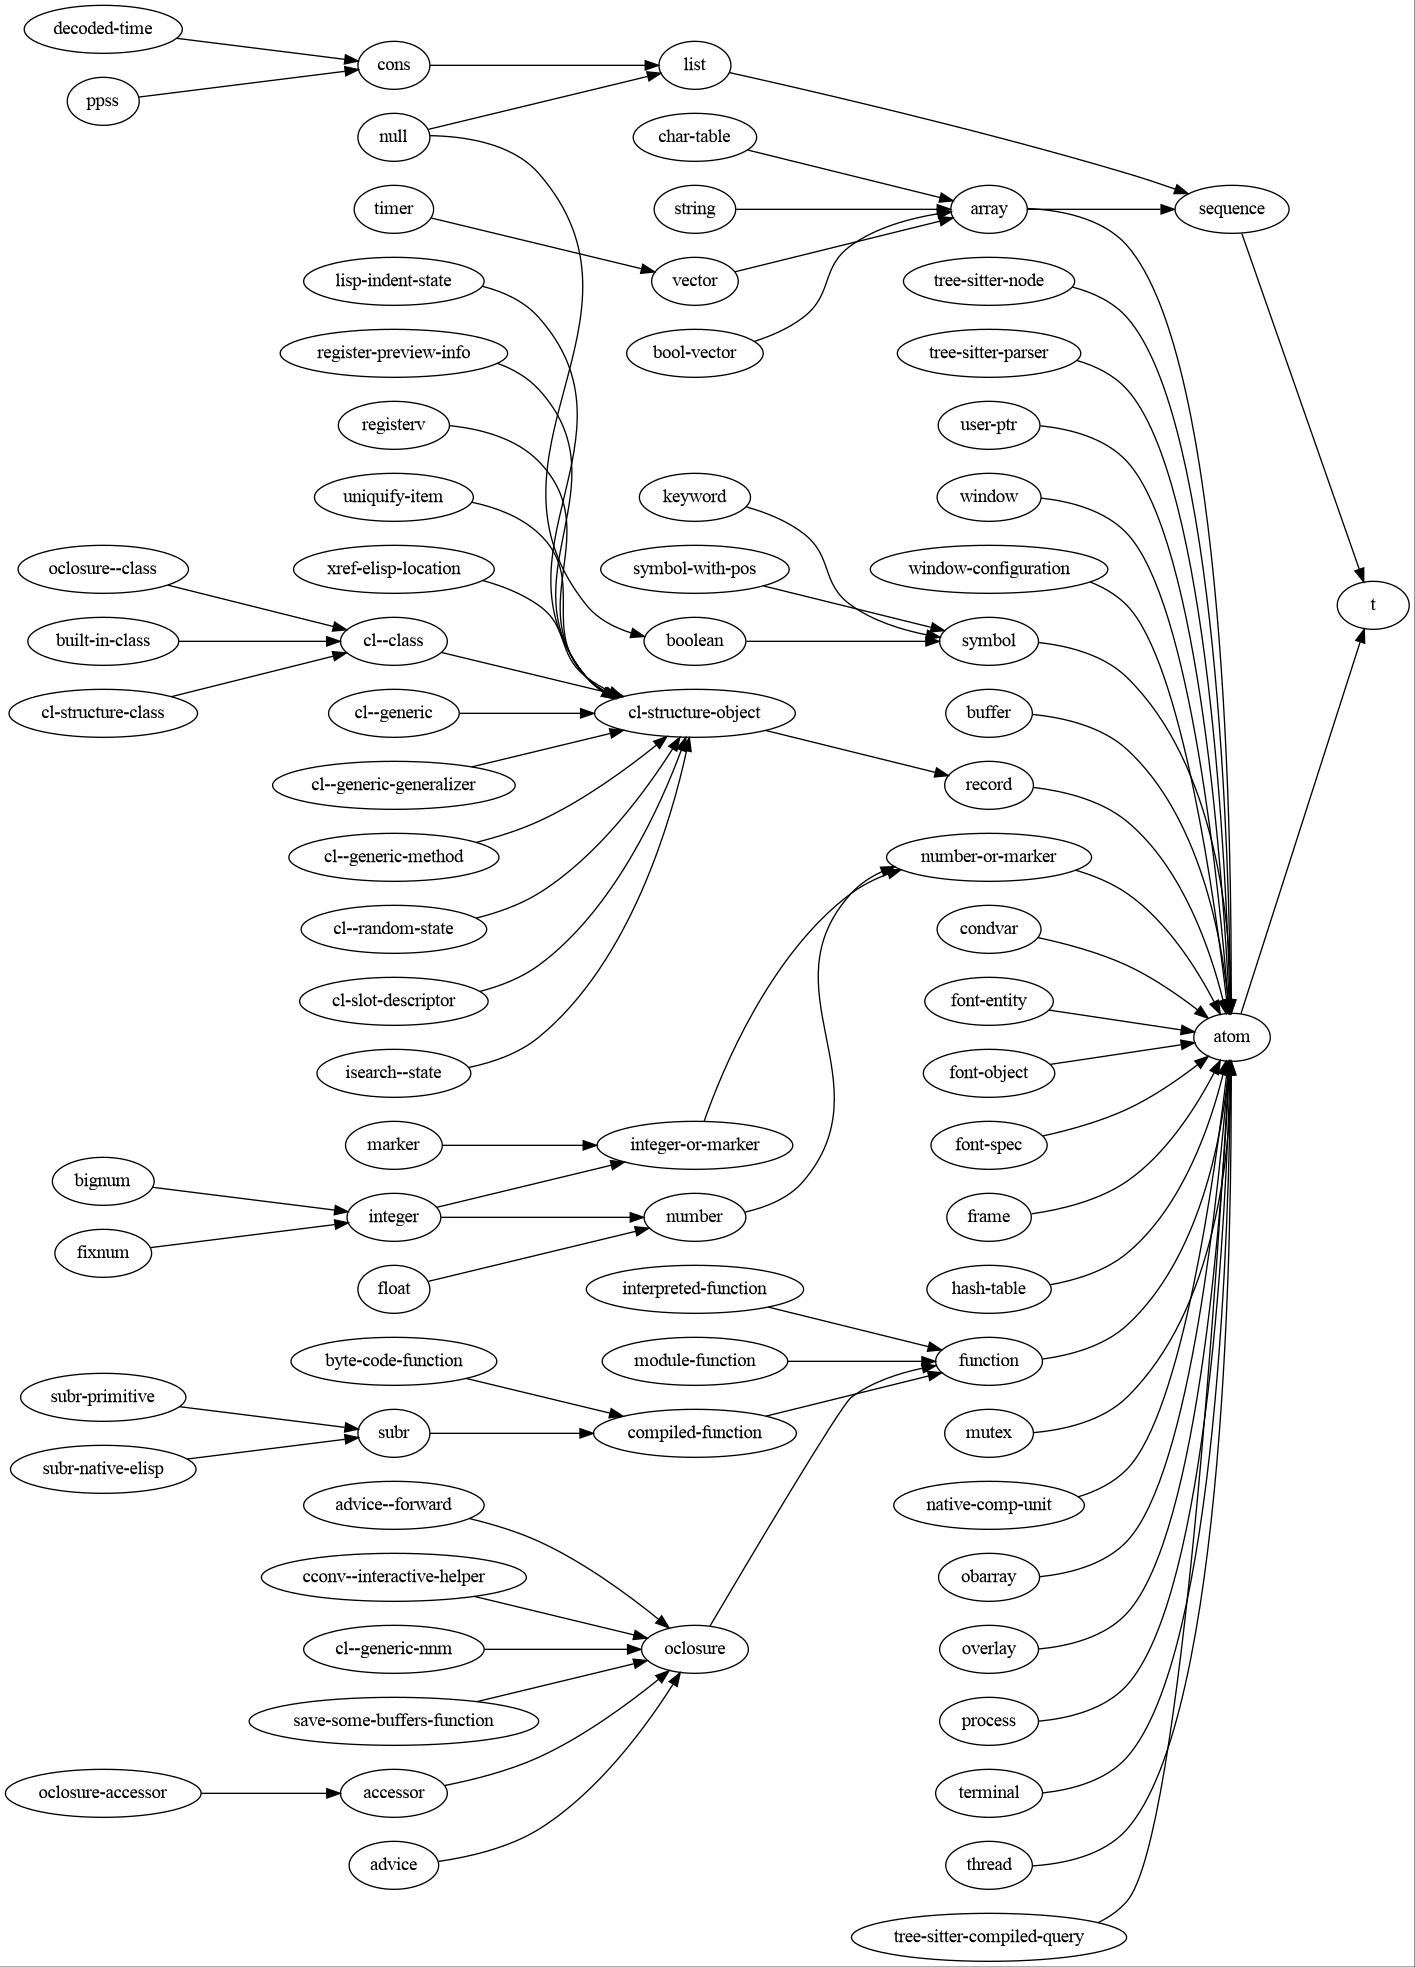 decoded-time
ppss
cons
list
null
char-table
timer
string
array
sequence
lisp-indent-state
vector
tree-sitter-node
register-preview-info
bool-vector
tree-sitter-parser
registerv
user-ptr
uniquify-item
keyword
window
oclosure--class
xref-elisp-location
symbol-with-pos
window-configuration
t
built-in-class
cl--class
boolean
symbol
cl-structure-class
cl--generic
cl-structure-object
buffer
cl--generic-generalizer
record
cl--generic-method
number-or-marker
cl--random-state
condvar
cl-slot-descriptor
font-entity
atom
isearch--state
font-object
marker
integer-or-marker
font-spec
bignum
integer
number
frame
fixnum
float
interpreted-function
hash-table
byte-code-function
module-function
function
subr-primitive
subr
compiled-function
mutex
subr-native-elisp
advice--forward
native-comp-unit
cconv--interactive-helper
obarray
cl--generic-nnm
oclosure
overlay
save-some-buffers-function
process
oclosure-accessor
accessor
terminal
advice
thread
tree-sitter-compiled-query